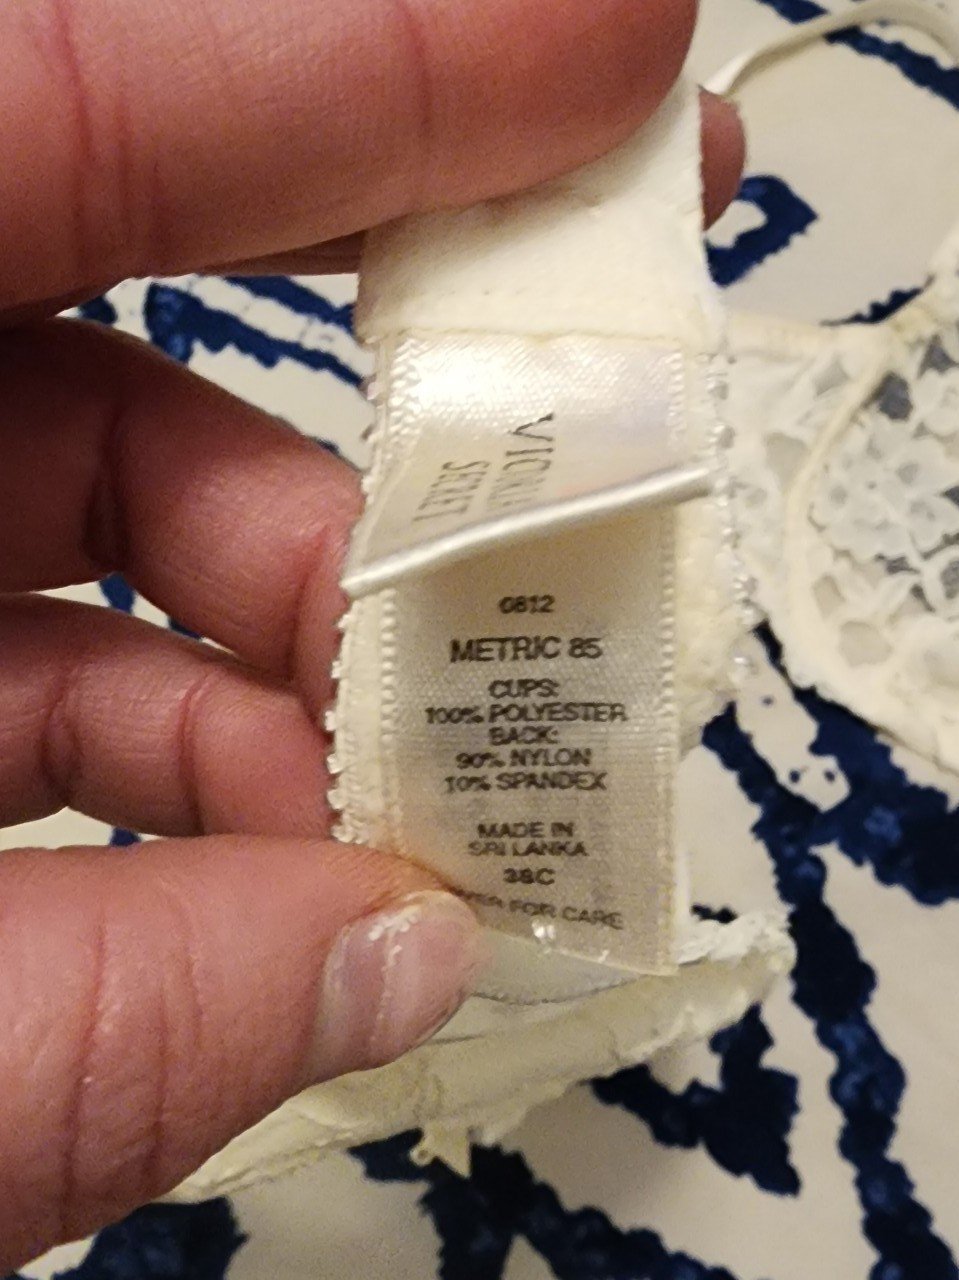 SECRET
0812
METRIC 85
CUPS:
100% POLYESTER
BACK:
90% NYLON
10% SPANDEX
MADE IN
SRI LANKA
38C
FOR CARE